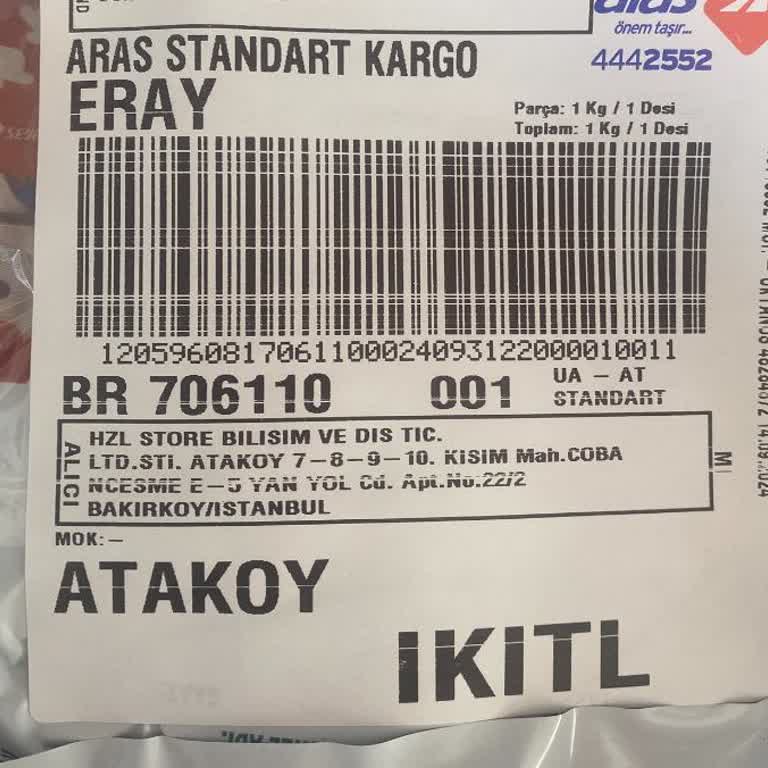 aras
önem taşır...
4442552
ARAS STANDART KARGO
ERAY
Parça: 1 Kg / 1 Desi
Toplam: 1 Kg / 1 Desi
1205960817061100024093122000010011
BR 706110 001 UA - AT
STANDART
ALICI
HZL STORE BILISIM VE DIS TIC.
LTD.STİ. ATAKOY 7-8-9-10. KISIM Mah.COBA
NCESME E-5 YAN YOL Cd. Apt.No.22/2
BAKIRKOY/ISTANBUL
MOK:-
ATAKOY
IKITL